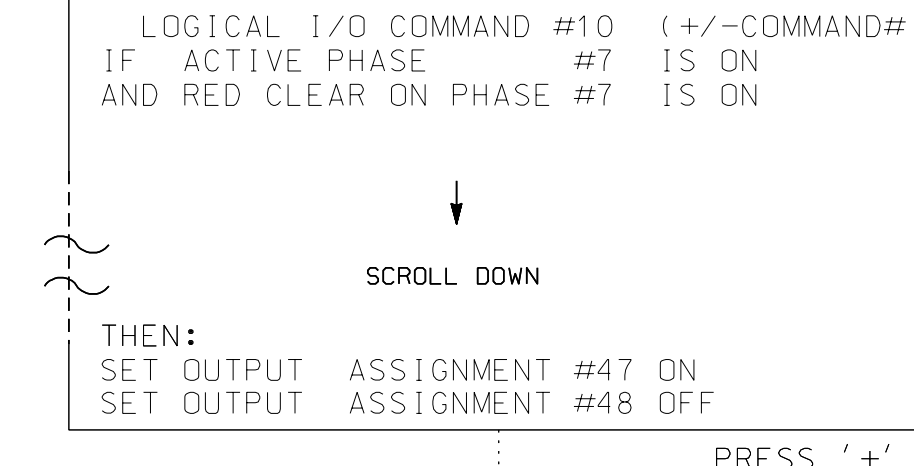 LOGICAL I/O COMMAND #10 (+/-COMMAND#
IF ACTIVE PHASE #7 IS ON
AND RED CLEAR ON PHASE #7 IS ON
SCROLL DOWN
THEN:
SET OUTPUT ASSIGNMENT #47 ON
SET OUTPUT ASSIGNMENT #48 OFF
PRESS '+'